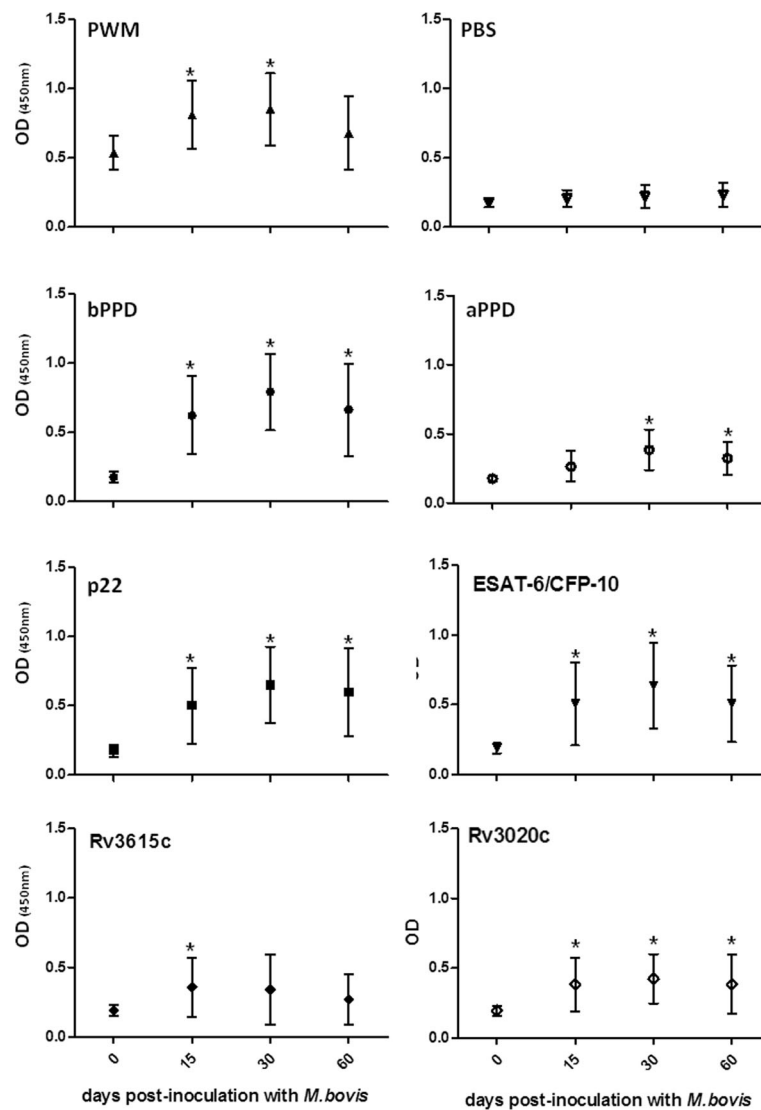 PWM
1.5
1.0
0.5
0.0
OD (450nm)
* *
PBS
1.5
1.0
0.5
0.0
bPPD
1.5
1.0
0.5
0.0
OD (450nm)
* * *
aPPD
1.5
1.0
0.5
0.0
* *
p22
1.5
1.0
0.5
0.0
OD (450nm)
* * *
ESAT-6/CFP-10
1.5
1.0
0.5
0.0
* * *
Rv3615c
1.5
1.0
0.5
0.0
OD (450nm)
*
0 15 30 60
days post-inoculation with M.bovis
Rv3020c
1.5
1.0
0.5
0.0
OD
* * *
0 15 30 60
days post-inoculation with M.bovis